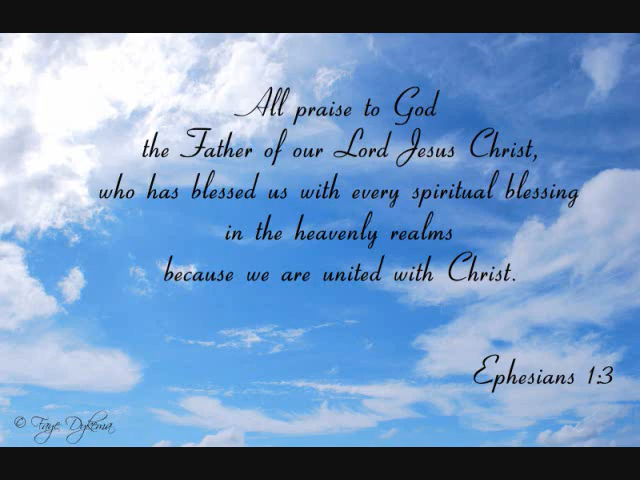 All praise to God
the Father of our Lord Jesus Christ,
who has blessed us with every spiritual blessing
in the heavenly realms
because we are united with Christ.
Ephesians 1:3
© Faye Dykema